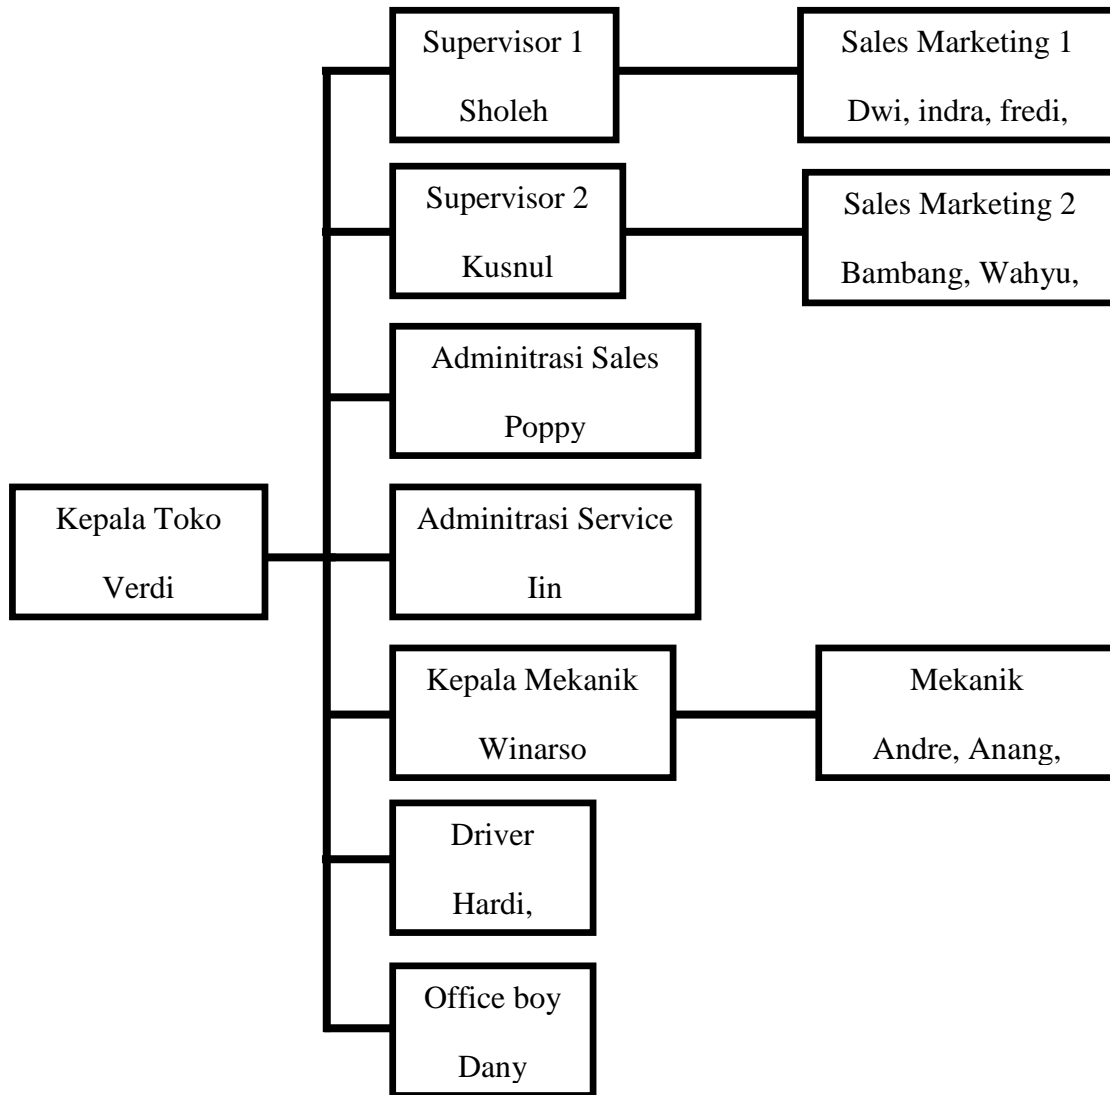 Supervisor 1
Sholeh
Sales Marketing 1
Dwi, indra, fredi,
Supervisor 2
Kusnul
Sales Marketing 2
Bambang, Wahyu,
Adminitrasi Sales
Poppy
Kepala Toko
Verdi
Adminitrasi Service
Iin
Kepala Mekanik
Winarso
Mekanik
Andre, Anang,
Driver
Hardi,
Office boy
Dany